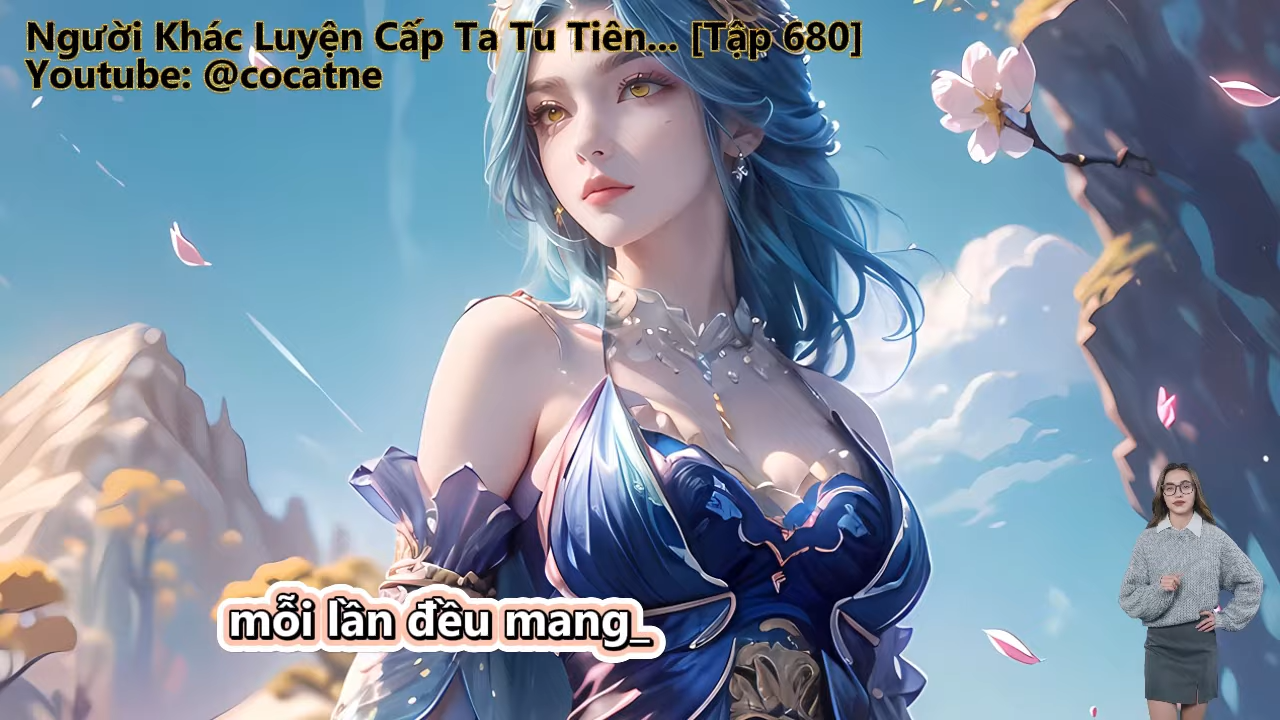 Người Khác Luyện Cấp Ta Tu Tiên... [Tập 680]
Youtube: @cocatne
mỗi lần đều mang_